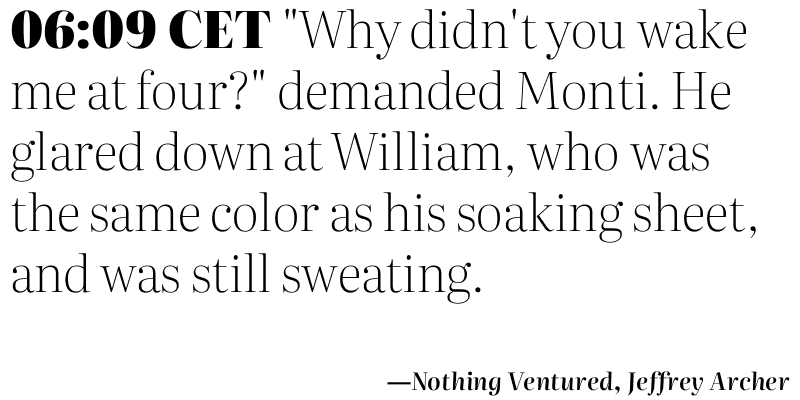 06:09 CET "Why didn't you wake
me at four?" demanded Monti. He
glared down at William, who was
the same color as his soaking sheet,
and was still sweating.
—Nothing Ventured, Jeffrey Archer